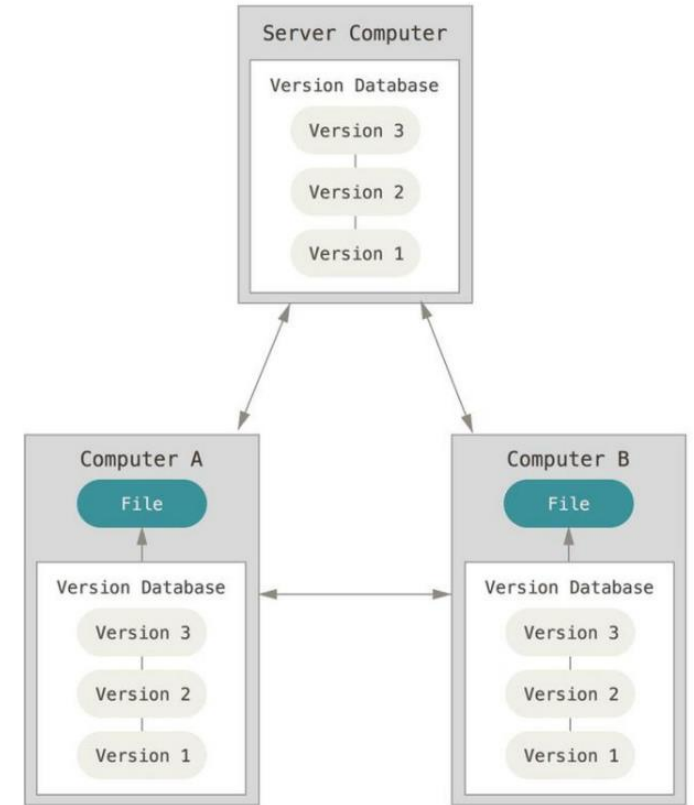 Server Computer
Version Database
Version 3
Version 2
Version 1
Computer A
File
Version Database
Version 3
Version 2
Version 1
Computer B
File
Version Database
Version 3
Version 2
Version 1